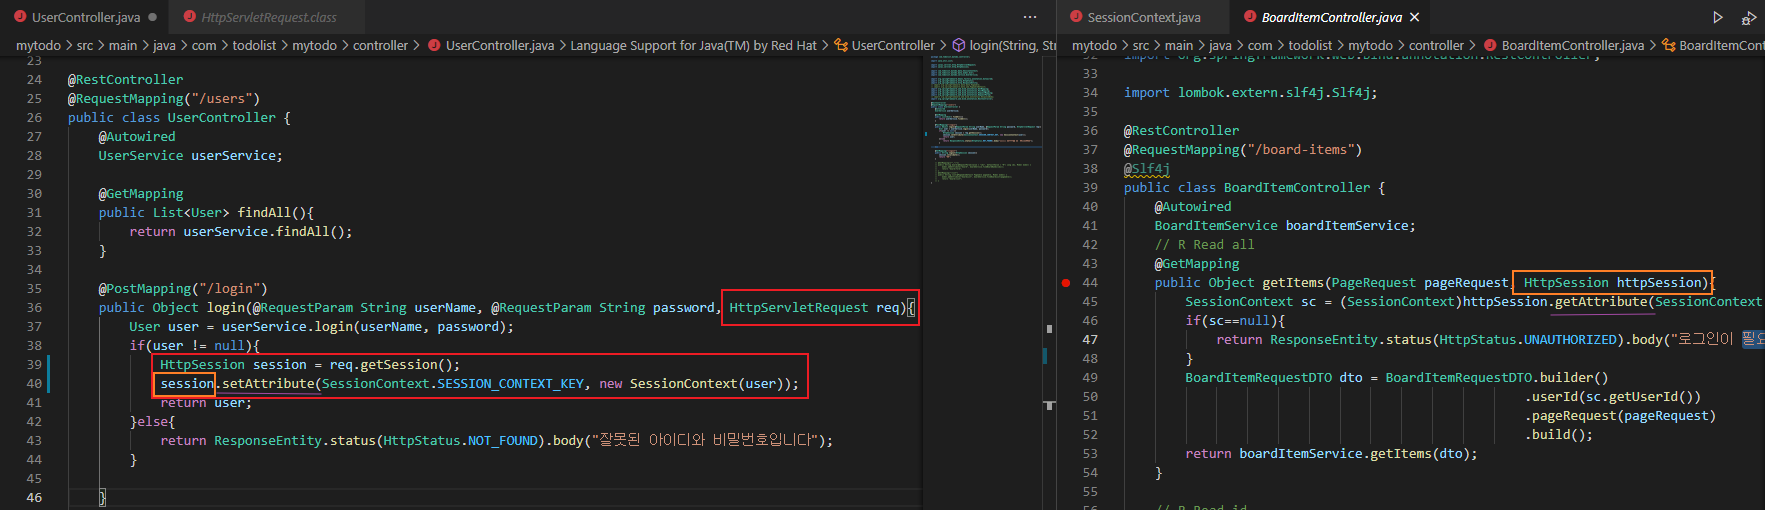 UserController.java ●
HttpServletRequest.class
···
mytodo > src > main > java > com > todolist > mytodo > controller > UserController.java > Language Support for Java(TM) by Red Hat > UserController > login(String, Str
23
24 @RestController
25 @RequestMapping("/users")
26 public class UserController {
27 @Autowired
28 UserService userService;
29
30 @GetMapping
31 public List<User> findAll(){
32 return userService.findAll();
33 }
34
35 @PostMapping("/login")
36 public Object login(@RequestParam String userName, @RequestParam String password, HttpServletRequest req){
37 User user = userService.login(userName, password);
38 if(user != null){
39 HttpSession session = req.getSession();
40 session.setAttribute(SessionContext.SESSION_CONTEXT_KEY, new SessionContext(user));
41 return user;
42 }else{
43 return ResponseEntity.status(HttpStatus.NOT_FOUND).body("잘못된 아이디와 비밀번호입니다");
44 }
45
46 }
SessionContext.java
BoardItemController.java ×
mytodo > src > main > java > com > todolist > mytodo > controller > BoardItemController.java > BoardItemCont
32 import org.springframework.web.bind.annotation.RestController;
33
34 import lombok.extern.slf4j.Slf4j;
35
36 @RestController
37 @RequestMapping("/board-items")
38 @Slf4j
39 public class BoardItemController {
40 @Autowired
41 BoardItemService boardItemService;
42 // R Read all
43 @GetMapping
44 public Object getItems(PageRequest pageRequest, HttpSession httpSession){
45 SessionContext sc = (SessionContext)httpSession.getAttribute(SessionContext
46 if(sc==null){
47 return ResponseEntity.status(HttpStatus.UNAUTHORIZED).body("로그인이 필요
48 }
49 BoardItemRequestDTO dto = BoardItemRequestDTO.builder()
50 .userId(sc.getUserId())
51 .pageRequest(pageRequest)
52 .build();
53 return boardItemService.getItems(dto);
54 }
55
56 // R Read id